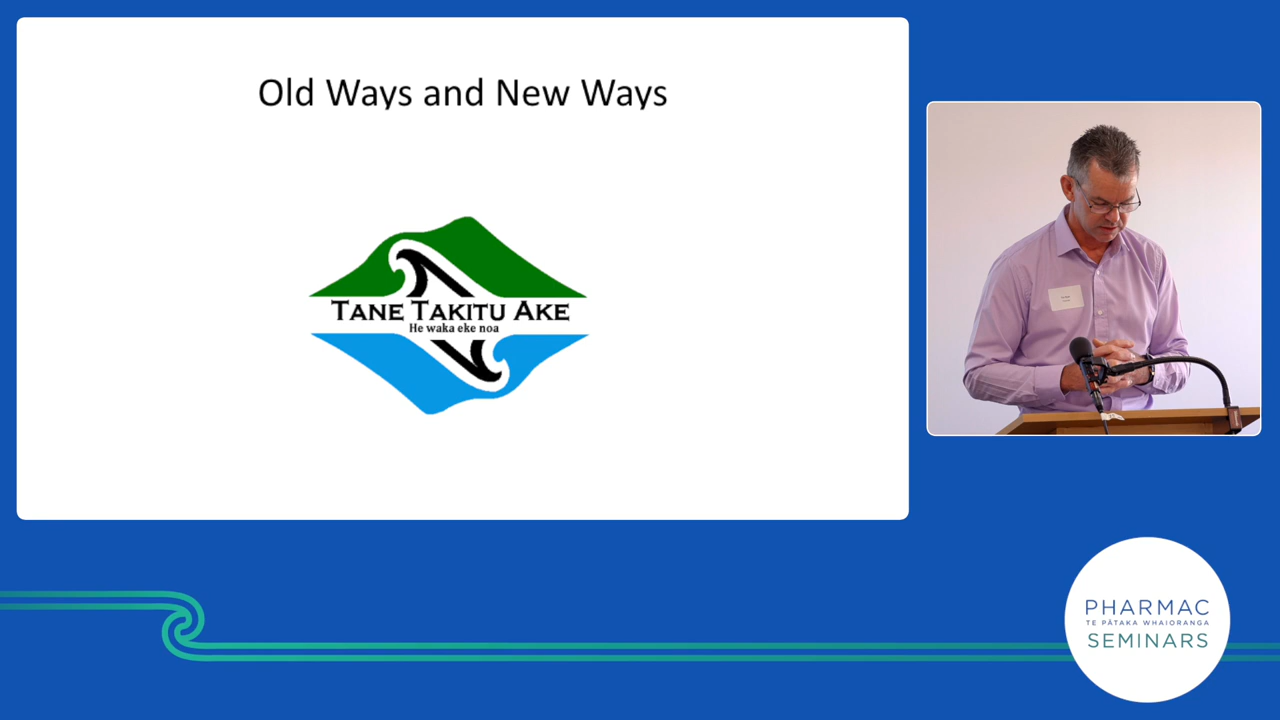 Old Ways and New Ways
TANE TAKITU AKE
He waka eke noa
PHARMAC
TE PĀTAKA WHAIORANGA
SEMINARS